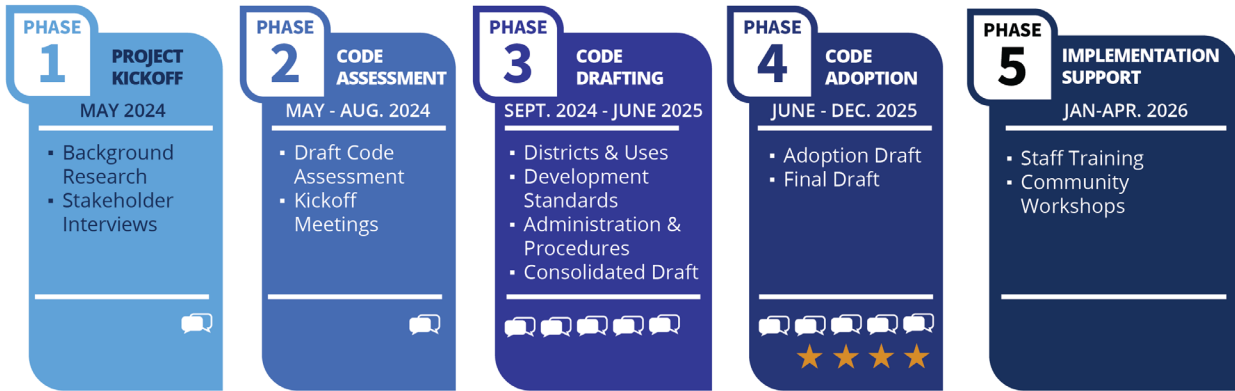 PHASE
1
PROJECT
KICKOFF
MAY 2024
▪ Background
Research
▪ Stakeholder
Interviews
PHASE
2
CODE
ASSESSMENT
MAY - AUG. 2024
▪ Draft Code
Assessment
▪ Kickoff
Meetings
PHASE
3
CODE
DRAFTING
SEPT. 2024 - JUNE 2025
▪ Districts & Uses
▪ Development
Standards
▪ Administration &
Procedures
▪ Consolidated Draft
PHASE
4
CODE
ADOPTION
JUNE - DEC. 2025
▪ Adoption Draft
▪ Final Draft
PHASE
5
IMPLEMENTATION
SUPPORT
JAN-APR. 2026
▪ Staff Training
▪ Community
Workshops